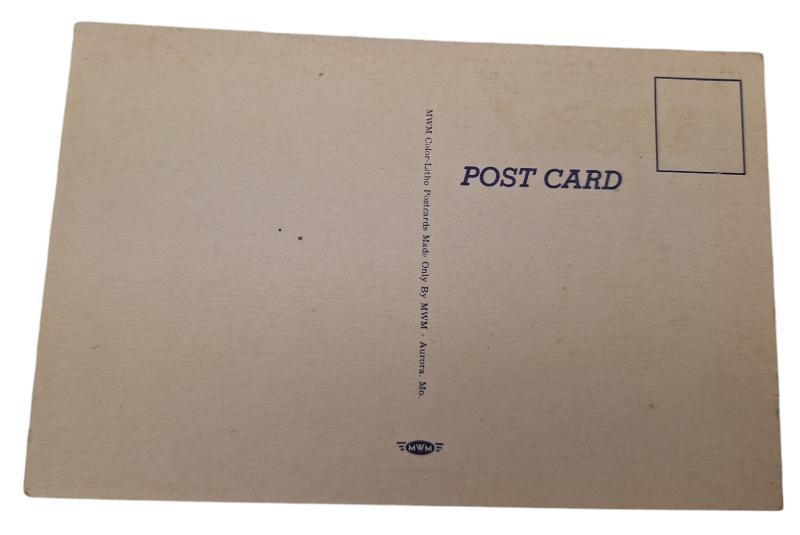 POST CARD
MWM Color-Litho Postcards Made Only By MWM - Aurora, Mo.
MWM